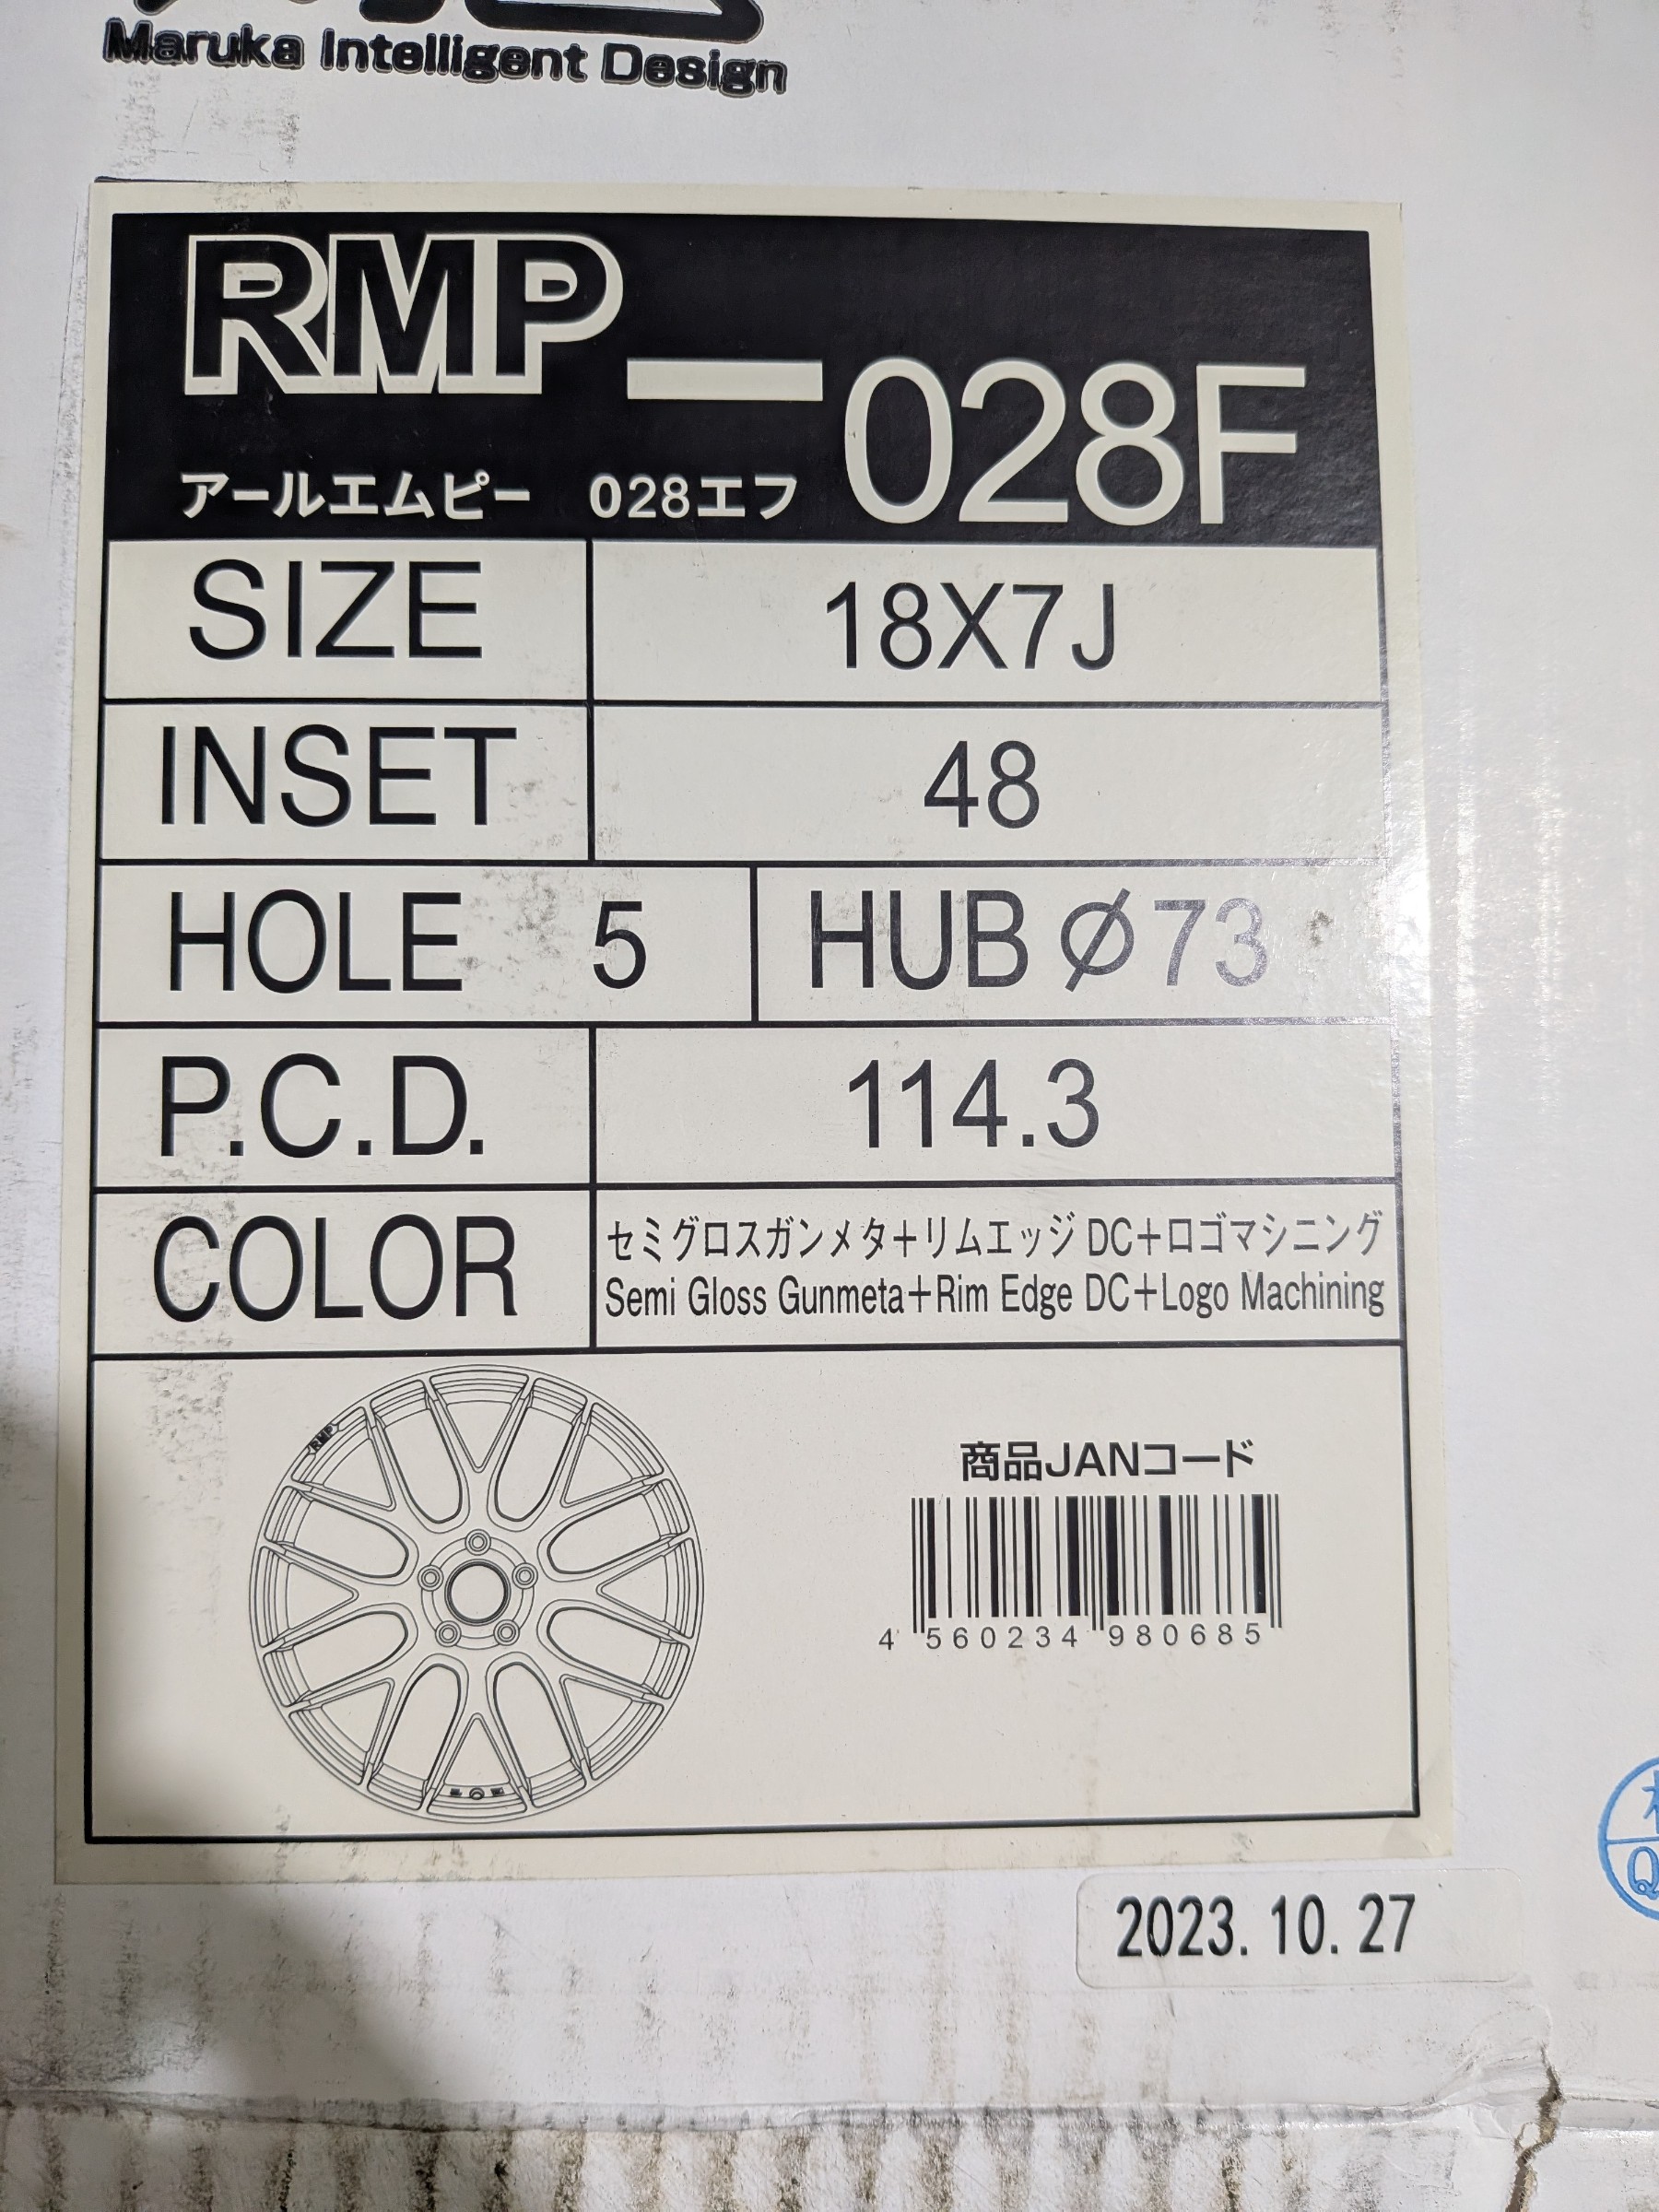 Maruka Intelligent Design
RMP-028F
アールエムピー 028エフ
SIZE 18X7J
INSET 48
HOLE 5 HUB ⌀73
P.C.D. 114.3
COLOR
セミグロスガンメタ+リムエッジDC+ロゴマシニング
Semi Gloss Gunmeta+Rim Edge DC+Logo Machining
RMP
商品JANコード
4 560234 980685
2023.10.27